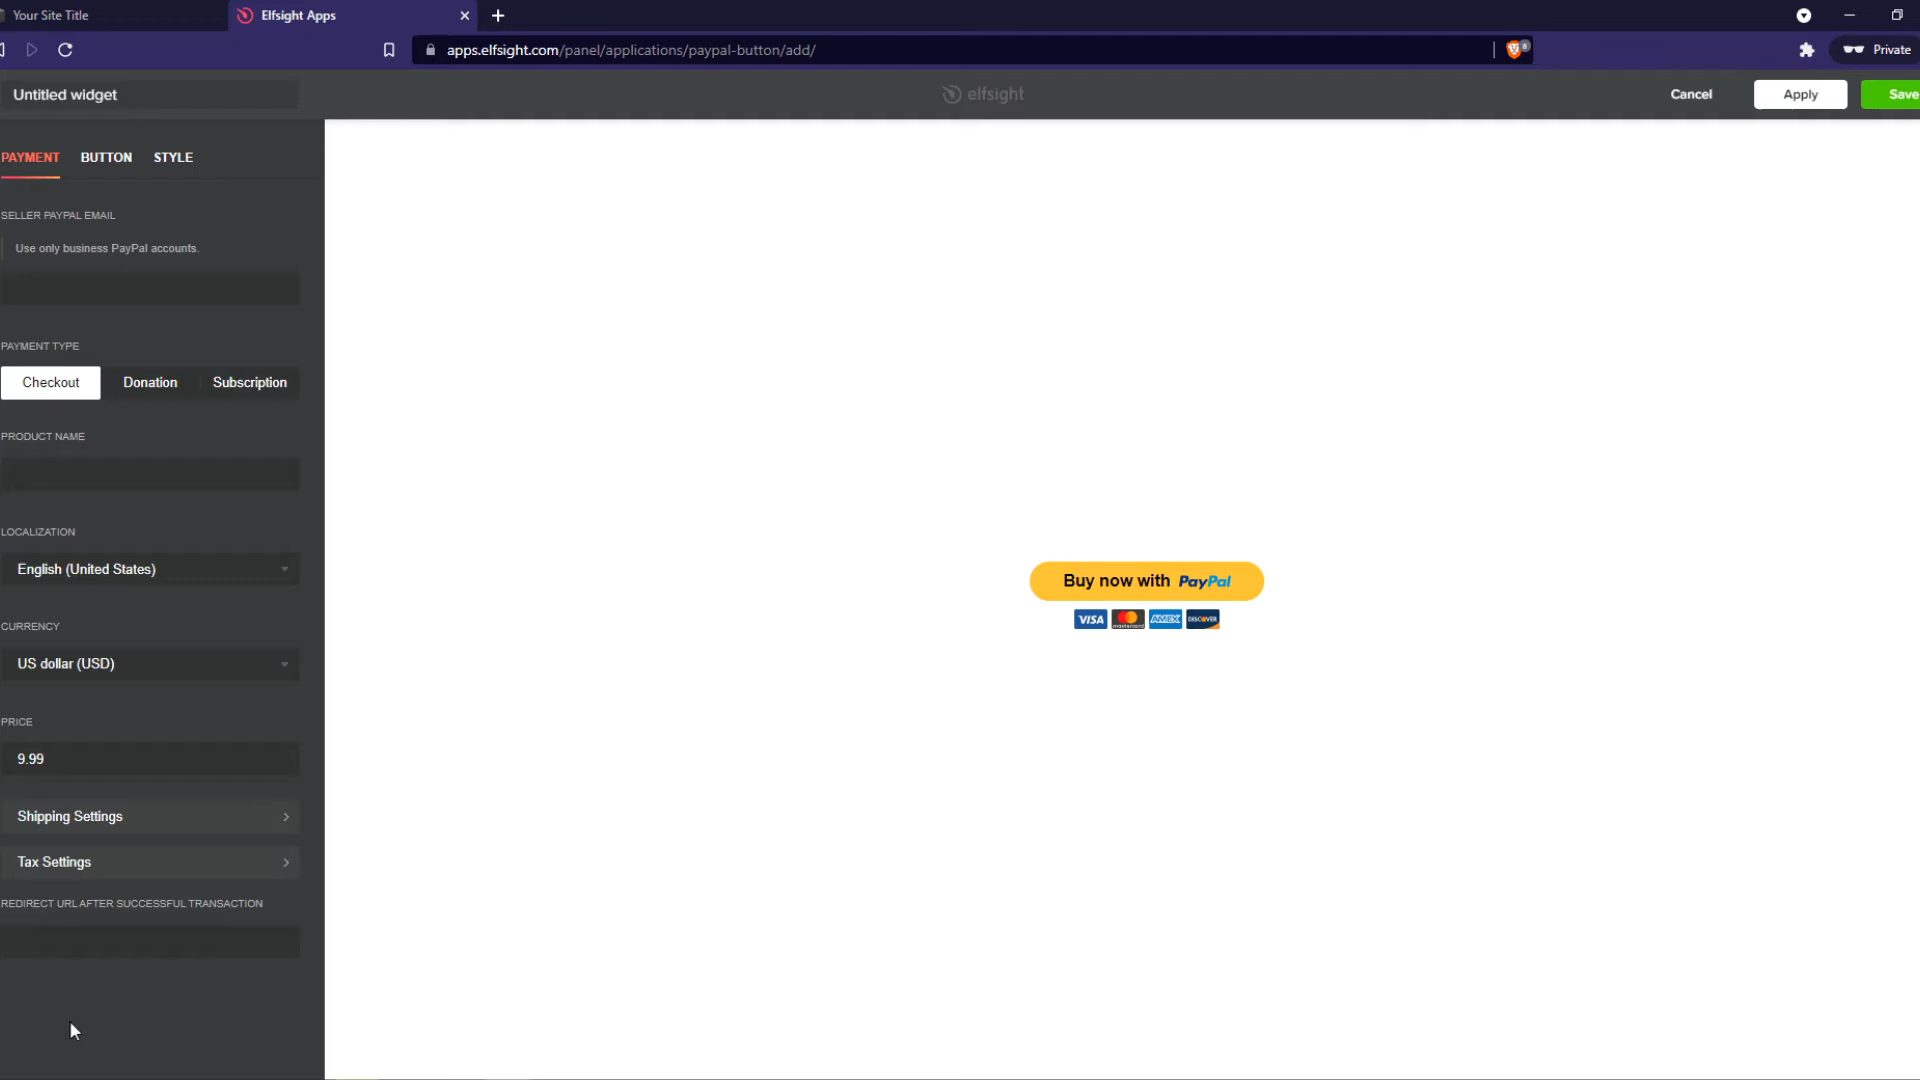 Your Site Title
Elfsight Apps
apps.elfsight.com/panel/applications/paypal-button/add/
8
Private
Untitled widget
elfsight
Cancel
Apply
Save
PAYMENT
BUTTON
STYLE
SELLER PAYPAL EMAIL
Use only business PayPal accounts.
PAYMENT TYPE
Checkout
Donation
Subscription
PRODUCT NAME
LOCALIZATION
English (United States)
CURRENCY
US dollar (USD)
PRICE
9.99
Shipping Settings
Tax Settings
REDIRECT URL AFTER SUCCESSFUL TRANSACTION
Buy now with PayPal
VISA mastercard AMEX DISCOVER